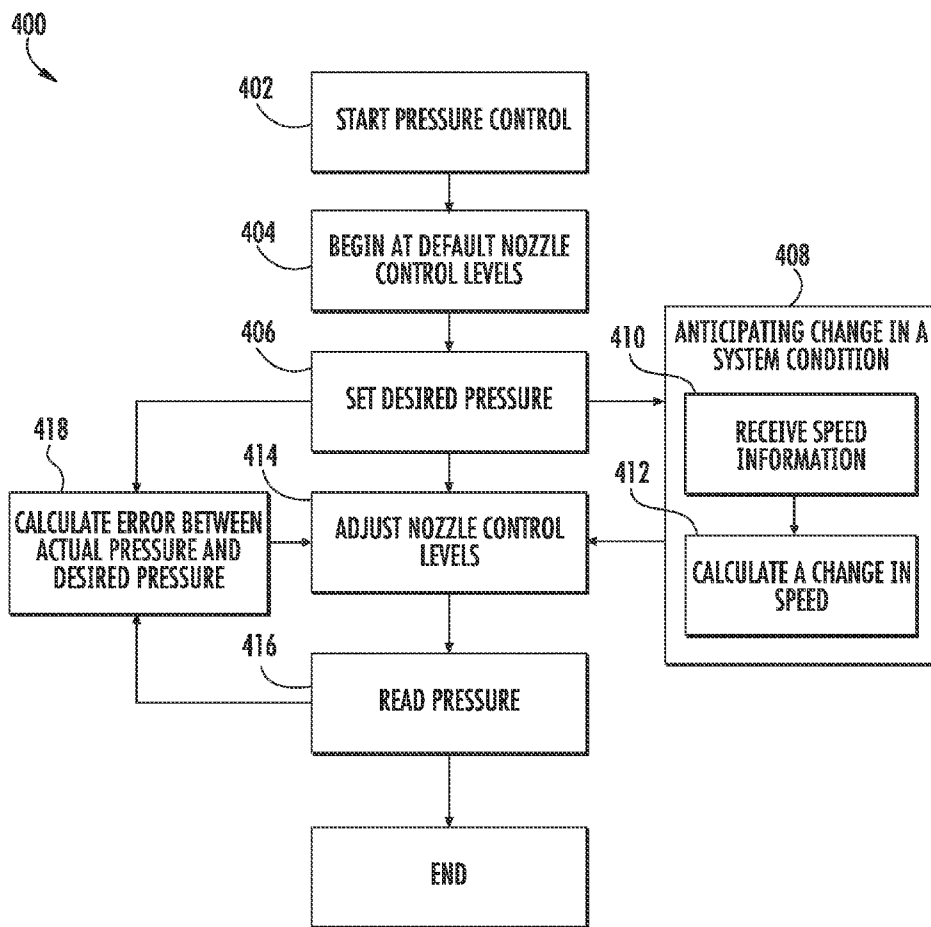 400
402
START PRESSURE CONTROL
404
BEGIN AT DEFAULT NOZZLE
CONTROL LEVELS
406
SET DESIRED PRESSURE
408
ANTICIPATING CHANGE IN A
SYSTEM CONDITION
410
RECEIVE SPEED
INFORMATION
412
CALCULATE A CHANGE IN
SPEED
418
CALCULATE ERROR BETWEEN
ACTUAL PRESSURE AND
DESIRED PRESSURE
414
ADJUST NOZZLE CONTROL
LEVELS
416
READ PRESSURE
END